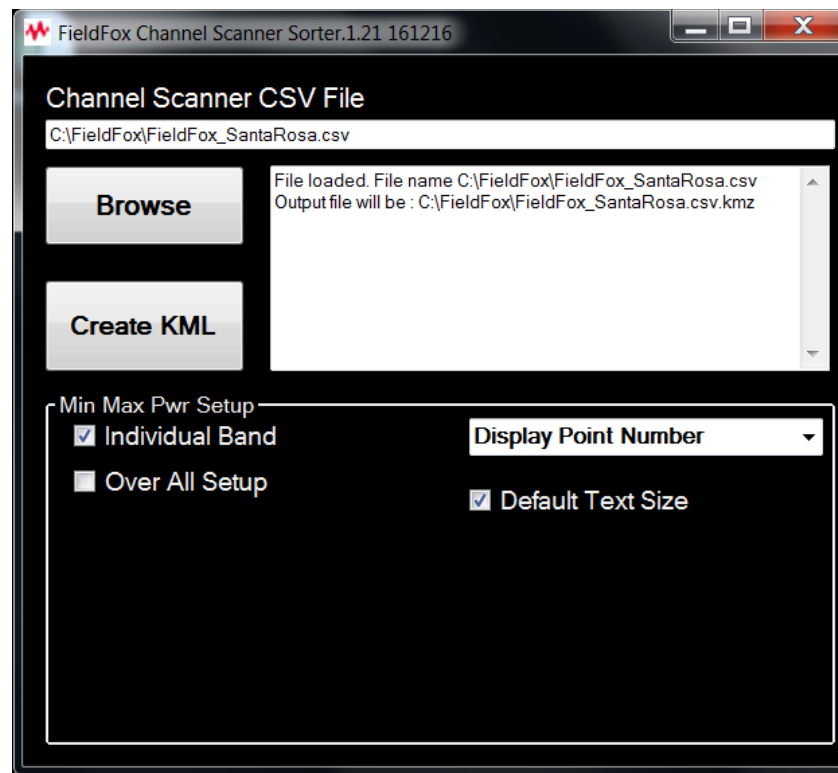 FieldFox Channel Scanner Sorter.1.21 161216
Channel Scanner CSV File
C:\FieldFox\FieldFox_SantaRosa.csv
Browse
File loaded. File name C:\FieldFox\FieldFox_SantaRosa.csv
Output file will be : C:\FieldFox\FieldFox_SantaRosa.csv.kmz
Create KML
Min Max Pwr Setup
Individual Band
Display Point Number
Over All Setup
Default Text Size